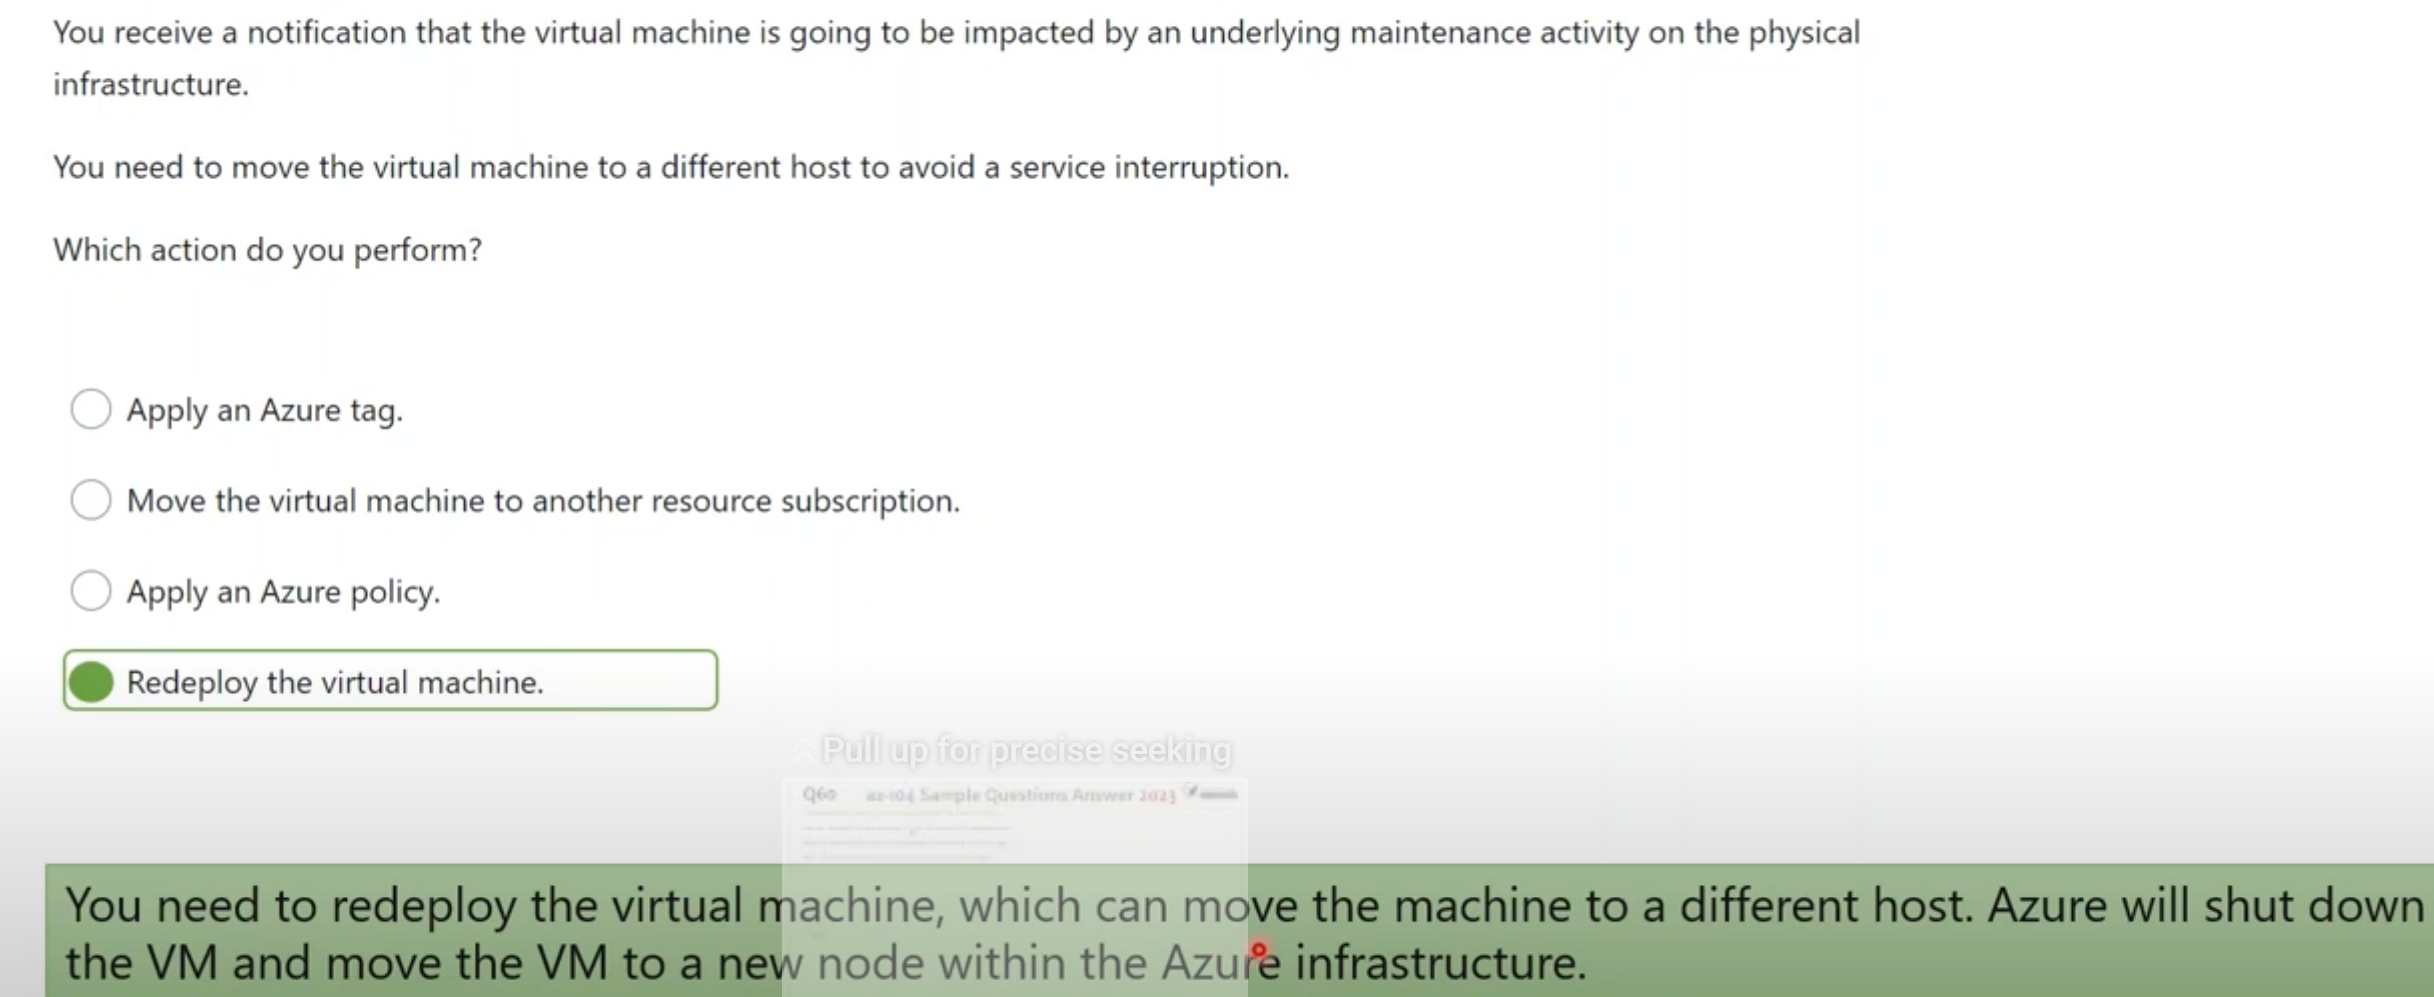 You receive a notification that the virtual machine is going to be impacted by an underlying maintenance activity on the physical
infrastructure.
You need to move the virtual machine to a different host to avoid a service interruption.
Which action do you perform?
Apply an Azure tag.
Move the virtual machine to another resource subscription.
Apply an Azure policy.
Redeploy the virtual machine.
Pull up for precise seeking
Q60 az-104 Sample Questions Answer 2023
You need to redeploy the virtual machine, which can move the machine to a different host. Azure will shut down
the VM and move the VM to a new node within the Azure infrastructure.